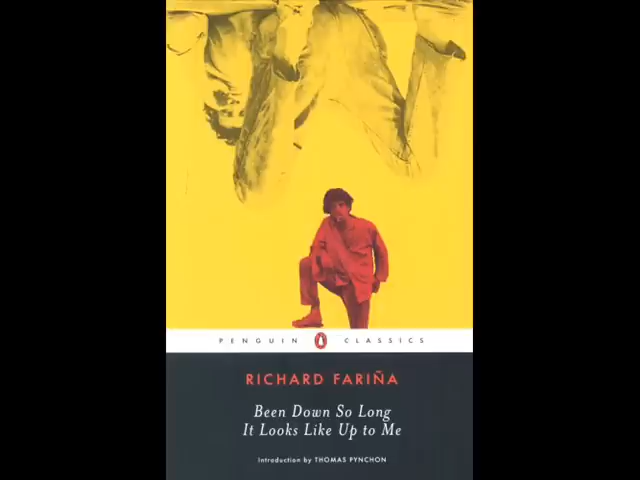 PENGUIN CLASSICS
RICHARD FARIÑA
Been Down So Long
It Looks Like Up to Me
Introduction by THOMAS PYNCHON